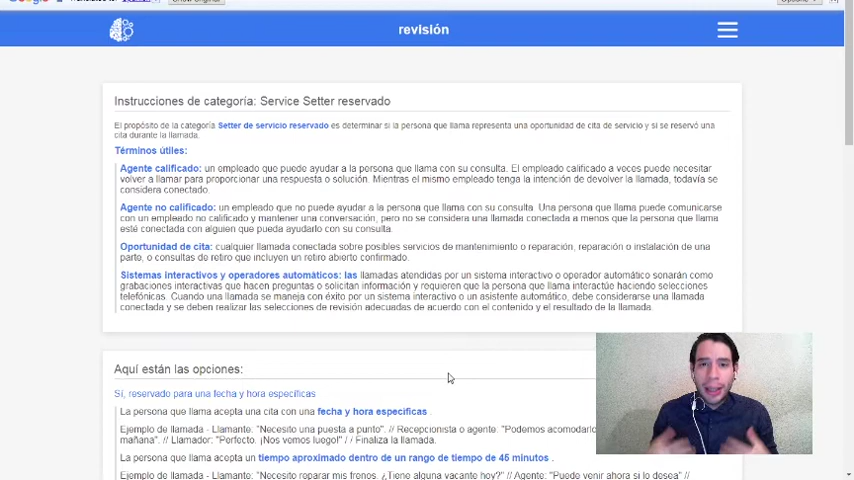 revisión
Instrucciones de categoría: Service Setter reservado
El propósito de la categoría Setter de servicio reservado es determinar si la persona que llama representa una oportunidad de cita de servicio y si se reservó una
cita durante la llamada.
Términos útiles:
Agente calificado: un empleado que puede ayudar a la persona que llama con su consulta. El empleado calificado a veces puede necesitar
volver a llamar para proporcionar una respuesta o solución. Mientras el mismo empleado tenga la intención de devolver la llamada, todavía se
considera conectado.
Agente no calificado: un empleado que no puede ayudar a la persona que llama con su consulta. Una persona que llama puede comunicarse
con un empleado no calificado y mantener una conversación, pero no se considera una llamada conectada a menos que la persona que llama
esté conectada con alguien que pueda ayudarlo con su consulta.
Oportunidad de cita: cualquier llamada conectada sobre posibles servicios de mantenimiento o reparación, reparación o instalación de una
parte, o consultas de retiro que incluyen un retiro abierto confirmado.
Sistemas interactivos y operadores automáticos: las llamadas atendidas por un sistema interactivo o operador automático sonarán como
grabaciones interactivas que hacen preguntas o solicitan información y requieren que la persona que llama interactúe haciendo selecciones
telefónicas. Cuando una llamada se maneja con éxito por un sistema interactivo o un asistente automático, debe considerarse una llamada
conectada y se deben realizar las selecciones de revisión adecuadas de acuerdo con el contenido y el resultado de la llamada.
Aquí están las opciones:
Sí, reservado para una fecha y hora específicas
La persona que llama acepta una cita con una fecha y hora específicas .
Ejemplo de llamada - Llamante: "Necesito una puesta a punto". // Recepcionista o agente: "Podemos acomodarlo
mañana". // Llamador: "Perfecto. ¡Nos vemos luego!" / / Finaliza la llamada.
La persona que llama acepta un tiempo aproximado dentro de un rango de tiempo de 45 minutos .
Ejemplo de llamada - Llamante: "Necesito reparar mis frenos. ¿Tiene alguna vacante hoy?" // Agente: "Puede venir ahora si lo desea" //